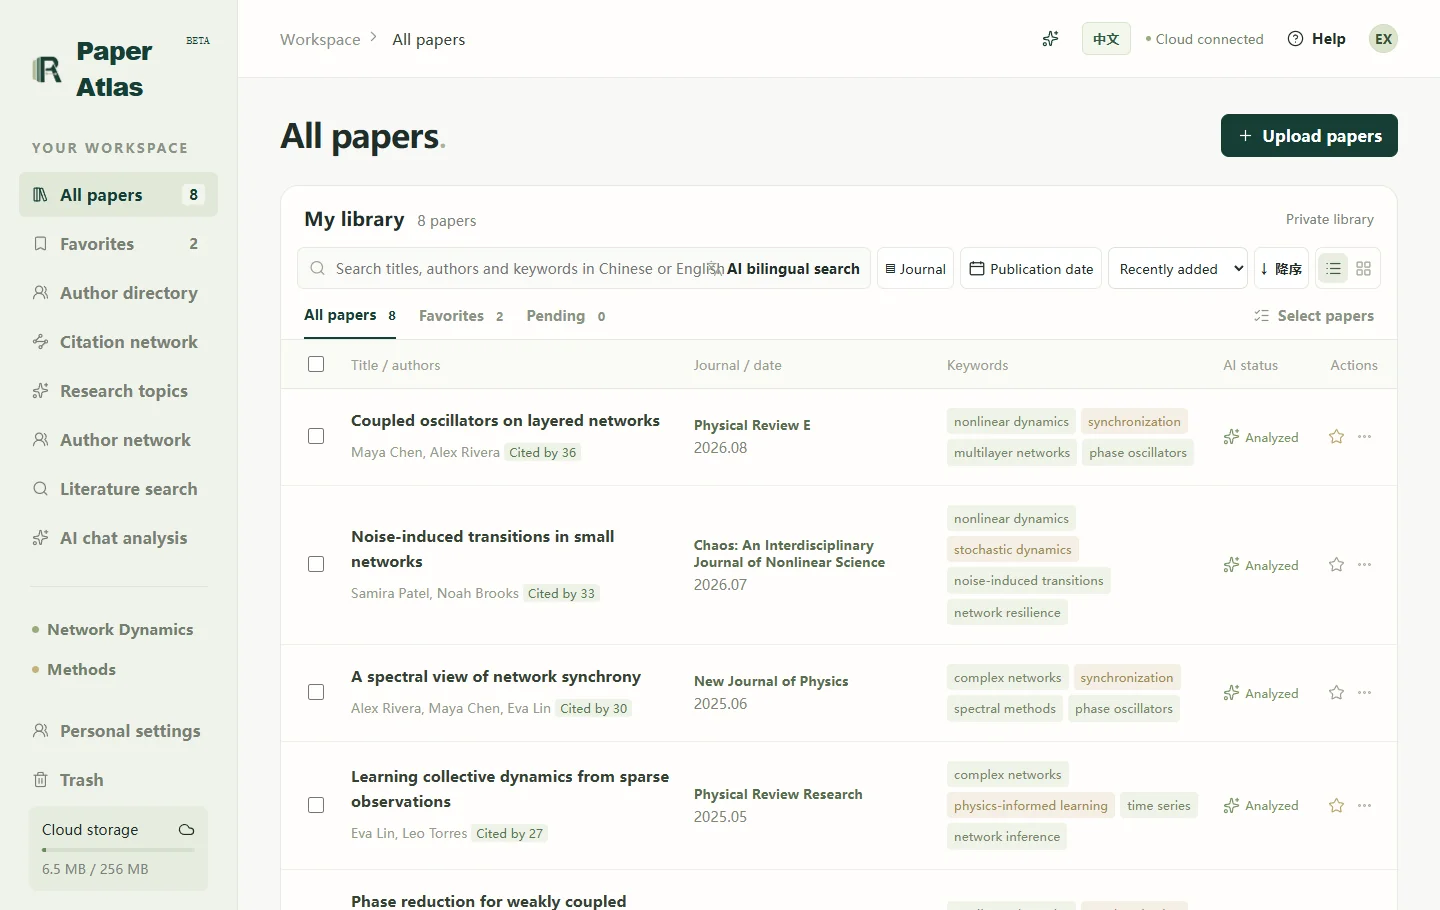 Paper Atlas
BETA
YOUR WORKSPACE
All papers 8
Favorites 2
Author directory
Citation network
Research topics
Author network
Literature search
AI chat analysis
Network Dynamics
Methods
Personal settings
Trash
Cloud storage
6.5 MB / 256 MB
Workspace > All papers
中文
Cloud connected
Help
EX
All papers.
+ Upload papers
My library 8 papers
Private library
Search titles, authors and keywords in Chinese or English
AI bilingual search
Journal
Publication date
Recently added
↓ 降序
All papers 8
Favorites 2
Pending 0
Select papers
Title / authors
Journal / date
Keywords
AI status
Actions
Coupled oscillators on layered networks
Maya Chen, Alex Rivera Cited by 36
Physical Review E
2026.08
nonlinear dynamics synchronization
multilayer networks phase oscillators
Analyzed
Noise-induced transitions in small
networks
Samira Patel, Noah Brooks Cited by 33
Chaos: An Interdisciplinary
Journal of Nonlinear Science
2026.07
nonlinear dynamics
stochastic dynamics
noise-induced transitions
network resilience
Analyzed
A spectral view of network synchrony
Alex Rivera, Maya Chen, Eva Lin Cited by 30
New Journal of Physics
2025.06
complex networks synchronization
spectral methods phase oscillators
Analyzed
Learning collective dynamics from sparse
observations
Eva Lin, Leo Torres Cited by 27
Physical Review Research
2025.05
complex networks
physics-informed learning time series
network inference
Analyzed
Phase reduction for weakly coupled